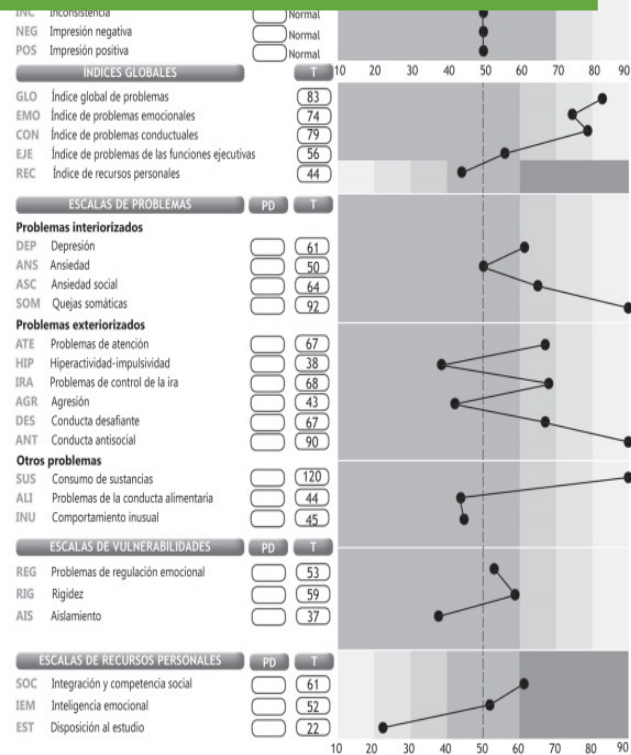 INC Inconsistencia Normal
NEG Impresión negativa Normal
POS Impresión positiva Normal
ÍNDICES GLOBALES T 10 20 30 40 50 60 70 80 90
GLO Índice global de problemas 83
EMO Índice de problemas emocionales 74
CON Índice de problemas conductuales 79
EJE Índice de problemas de las funciones ejecutivas 56
REC Índice de recursos personales 44
ESCALAS DE PROBLEMAS PD T
Problemas interiorizados
DEP Depresión 61
ANS Ansiedad 50
ASC Ansiedad social 64
SOM Quejas somáticas 92
Problemas exteriorizados
ATE Problemas de atención 67
HIP Hiperactividad-impulsividad 38
IRA Problemas de control de la ira 68
AGR Agresión 43
DES Conducta desafiante 67
ANT Conducta antisocial 90
Otros problemas
SUS Consumo de sustancias 120
ALI Problemas de la conducta alimentaria 44
INU Comportamiento inusual 45
ESCALAS DE VULNERABILIDADES PD T
REG Problemas de regulación emocional 53
RIG Rigidez 59
AIS Aislamiento 37
ESCALAS DE RECURSOS PERSONALES PD T
SOC Integración y competencia social 61
IEM Inteligencia emocional 52
EST Disposición al estudio 22
10 20 30 40 50 60 70 80 90